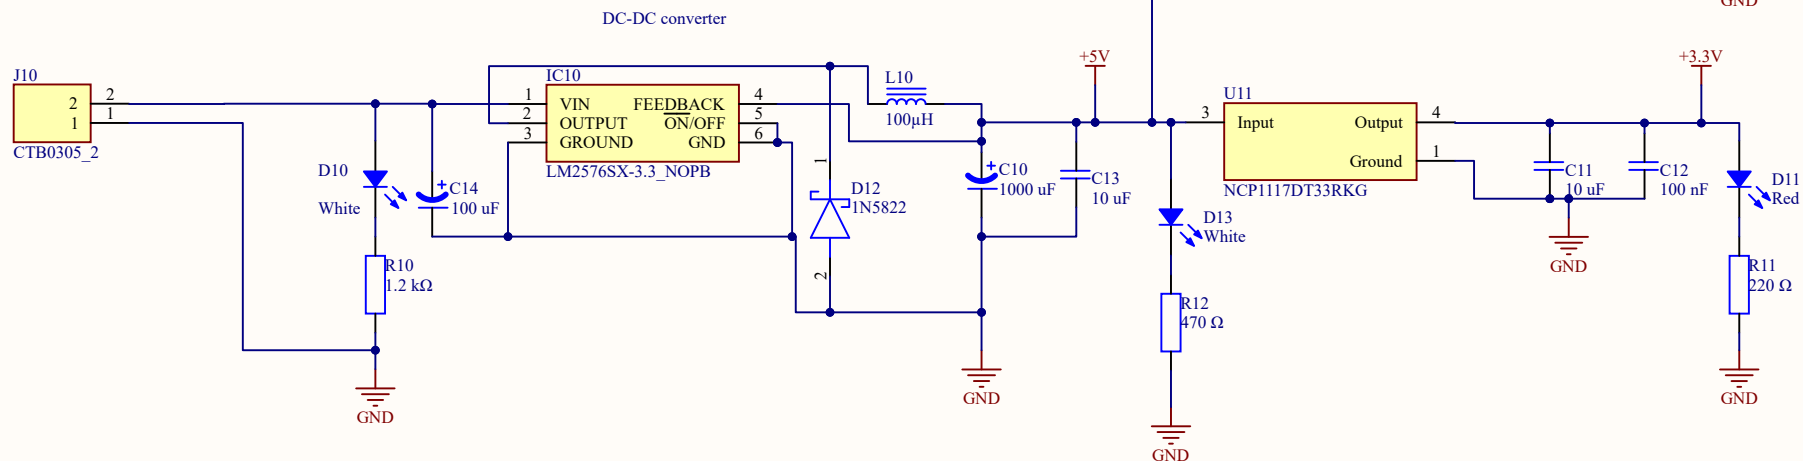 GND
DC-DC converter
J10
2
1
2
1
CTB0305_2
D10
White
C14
100 uF
R10
1.2 kΩ
GND
IC10
1
2
3
VIN
OUTPUT
GROUND
FEEDBACK
ON/OFF
GND
4
5
6
LM2576SX-3.3_NOPB
1
D12
1N5822
2
L10
100µH
+5V
C10
1000 uF
C13
10 uF
GND
D13
White
R12
470 Ω
GND
U11
3
Input
Output
Ground
4
1
NCP1117DT33RKG
C11
10 uF
C12
100 nF
GND
+3.3V
D11
Red
R11
220 Ω
GND